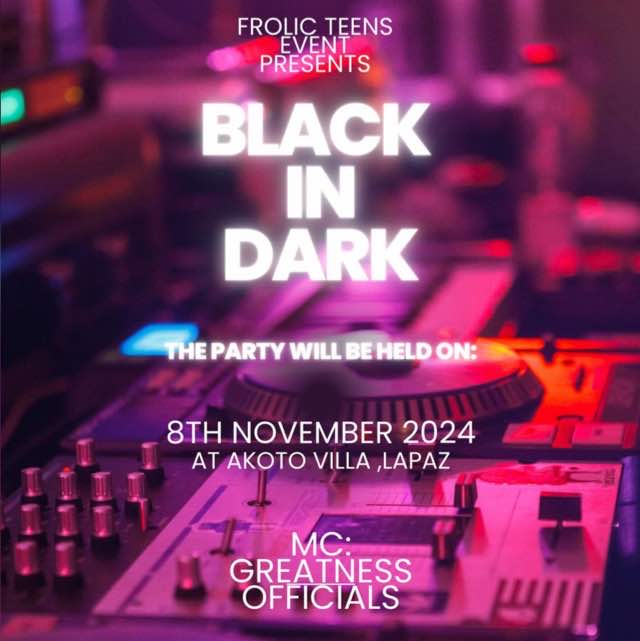 FROLIC TEENS
EVENT
PRESENTS
BLACK
IN
DARK
THE PARTY WILL BE HELD ON:
8TH NOVEMBER 2024
AT AKOTO VILLA ,LAPAZ
MC:
GREATNESS
OFFICIALS